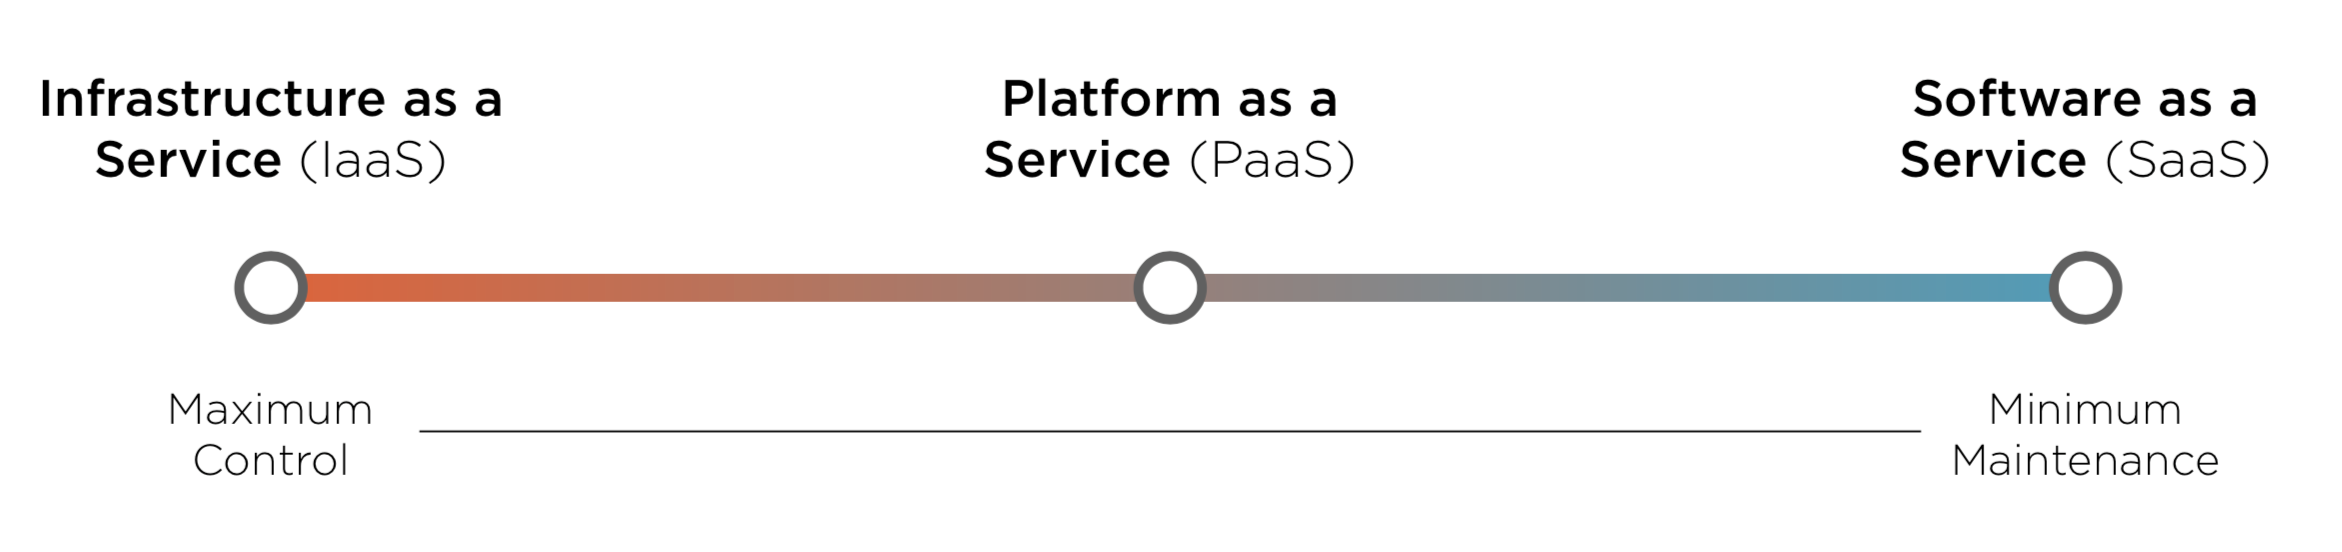 Infrastructure as a
Service (IaaS)
Platform as a
Service (PaaS)
Software as a
Service (SaaS)
Maximum
Control
Minimum
Maintenance